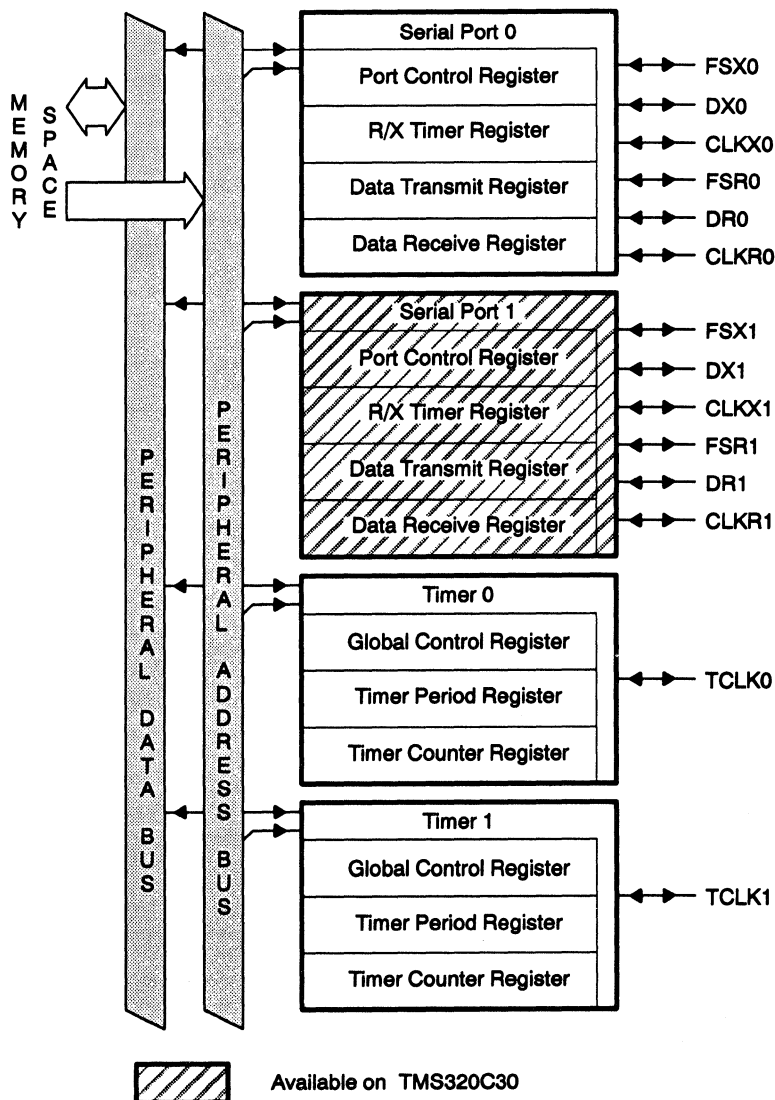 MEMORY
SPACE
PERIPHERAL DATA BUS
PERIPHERAL ADDRESS BUS
Serial Port 0
Port Control Register
R/X Timer Register
Data Transmit Register
Data Receive Register
FSX0
DX0
CLKX0
FSR0
DR0
CLKR0
Serial Port 1
Port Control Register
R/X Timer Register
Data Transmit Register
Data Receive Register
FSX1
DX1
CLKX1
FSR1
DR1
CLKR1
Timer 0
Global Control Register
Timer Period Register
Timer Counter Register
TCLK0
Timer 1
Global Control Register
Timer Period Register
Timer Counter Register
TCLK1
Available on TMS320C30